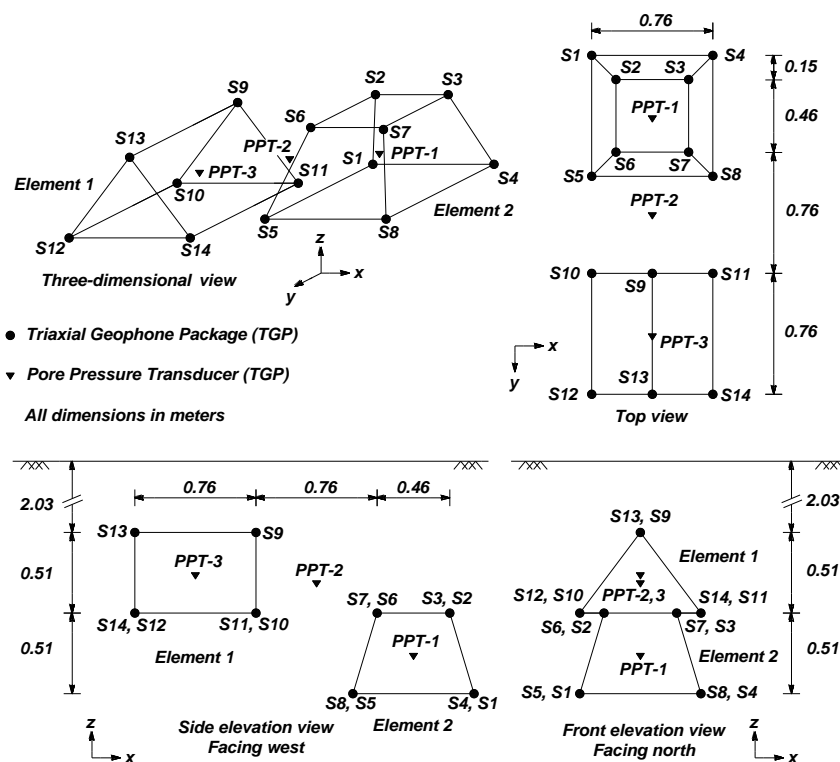 S9
S13
PPT-3
S10
Element 1
S12
S14
S11
PPT-2
S2
S3
S6
S7
S1
PPT-1
S4
S5
S8
Element 2
z
x
y
Three-dimensional view
Triaxial Geophone Package (TGP)
Pore Pressure Transducer (TGP)
All dimensions in meters
0.76
S1
S4
S2
S3
0.15
PPT-1
0.46
S6
S7
S5
S8
PPT-2
0.76
S10
S9
S11
PPT-3
0.76
x
y
S12
S13
S14
Top view
2.03
0.76
0.76
0.46
S13
S9
PPT-3
PPT-2
0.51
S14, S12
S11, S10
Element 1
S7, S6
S3, S2
PPT-1
0.51
S8, S5
S4, S1
Element 2
Side elevation view
Facing west
z
x
2.03
S13, S9
Element 1
0.51
S12, S10
PPT-2,3
S14, S11
S6, S2
S7, S3
Element 2
PPT-1
0.51
S5, S1
S8, S4
Front elevation view
Facing north
z
x